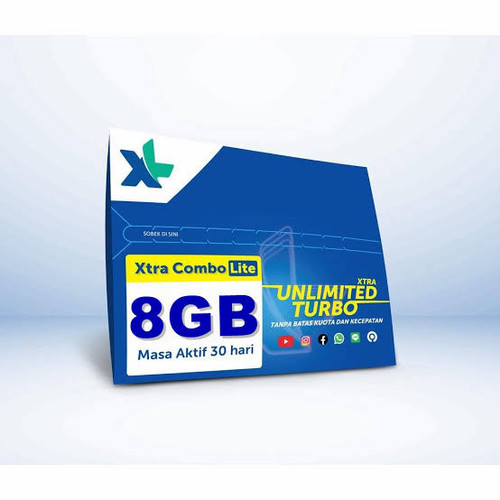 XL
SOBEK DI SINI
Xtra Combo Lite
8GB
Masa Aktif 30 hari
XTRA
UNLIMITED
TURBO
TANPA BATAS KUOTA DAN KECEPATAN